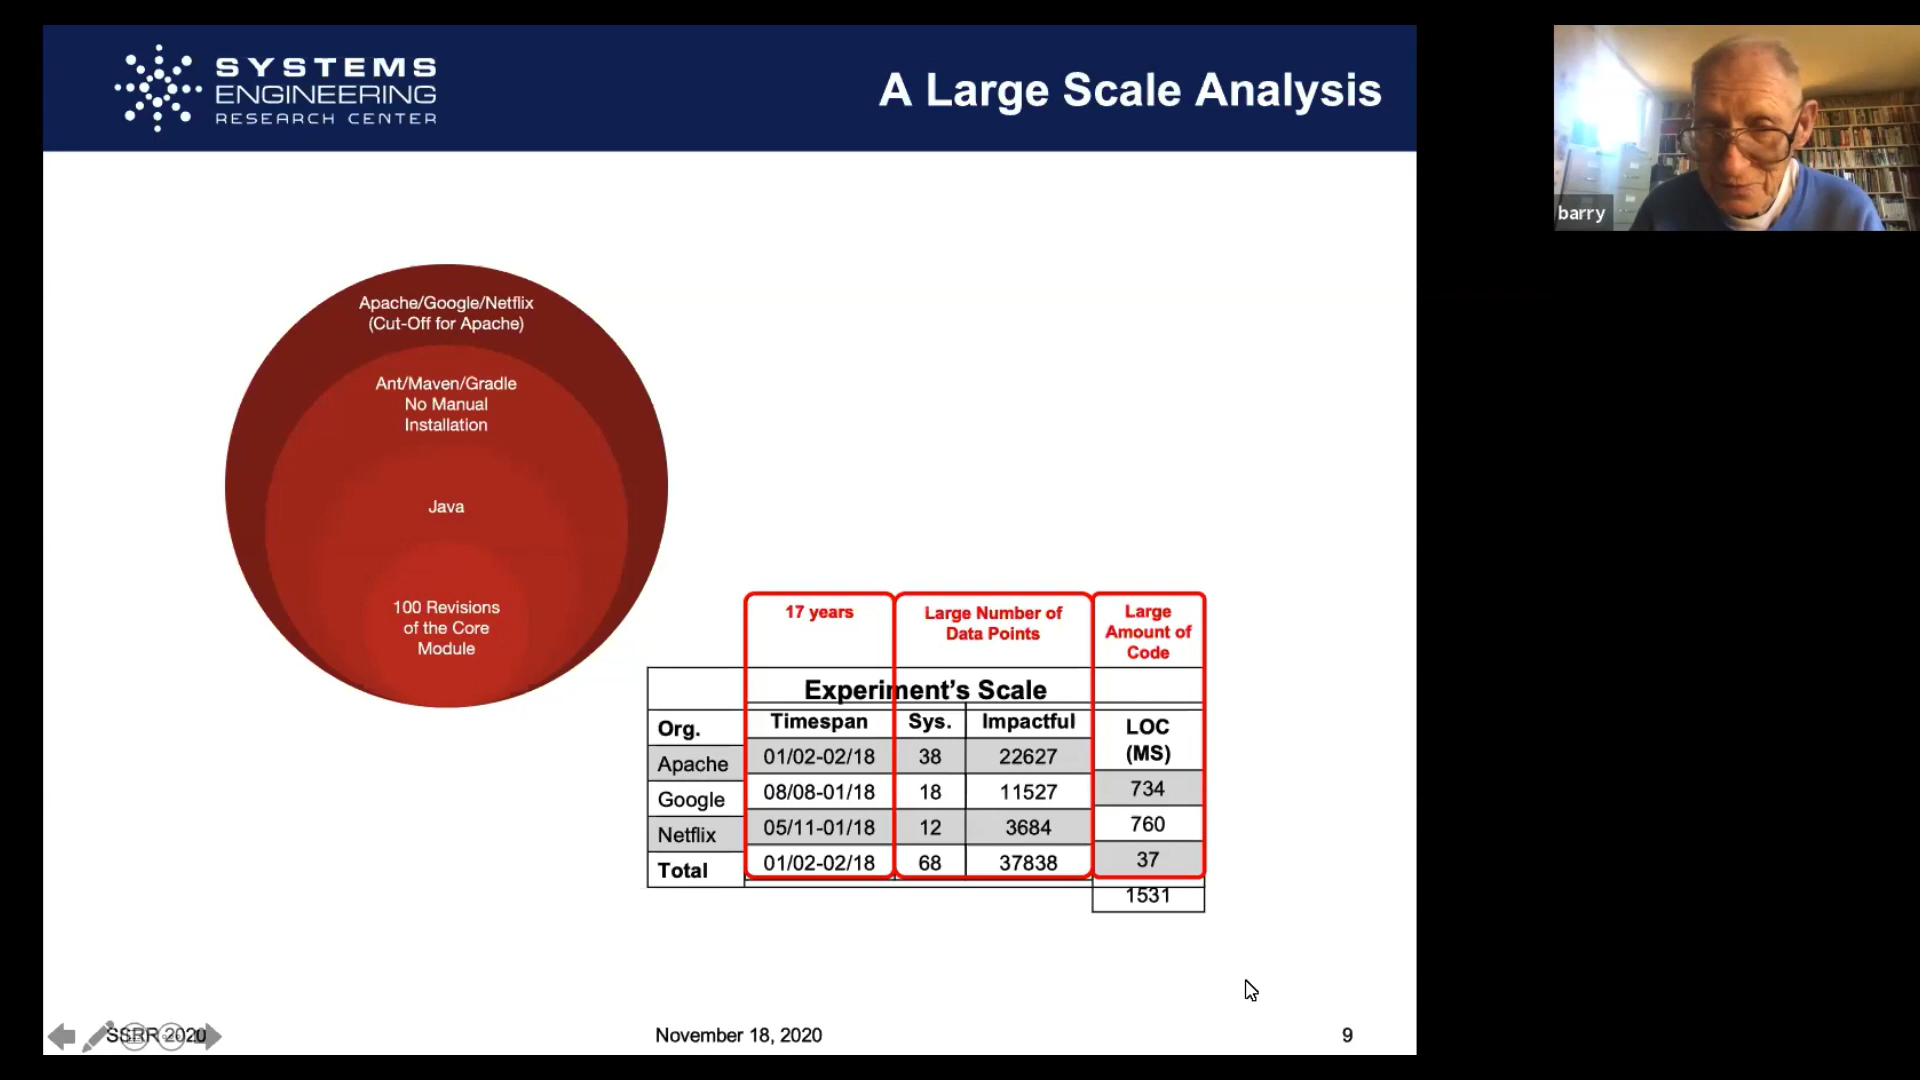 SYSTEMS
ENGINEERING
RESEARCH CENTER
A Large Scale Analysis
barry
Apache/Google/Netflix
(Cut-Off for Apache)
Ant/Maven/Gradle
No Manual
Installation
Java
100 Revisions
of the Core
Module
17 years
Large Number of
Data Points
Large
Amount of
Code
Experiment's Scale
Org. Timespan Sys. Impactful LOC
(MS)
Apache 01/02-02/18 38 22627 734
Google 08/08-01/18 18 11527 760
Netflix 05/11-01/18 12 3684 37
Total 01/02-02/18 68 37838 1531
SSRR 2020
November 18, 2020
9